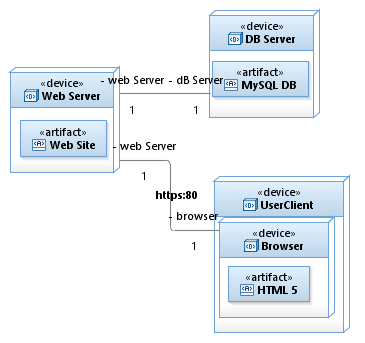 «device»
DB Server
«artifact»
MySQL DB
«device»
Web Server
«artifact»
Web Site
- web Server
- dB Server
1
1
- web Server
1
https:80
- browser
1
«device»
UserClient
«device»
Browser
«artifact»
HTML 5